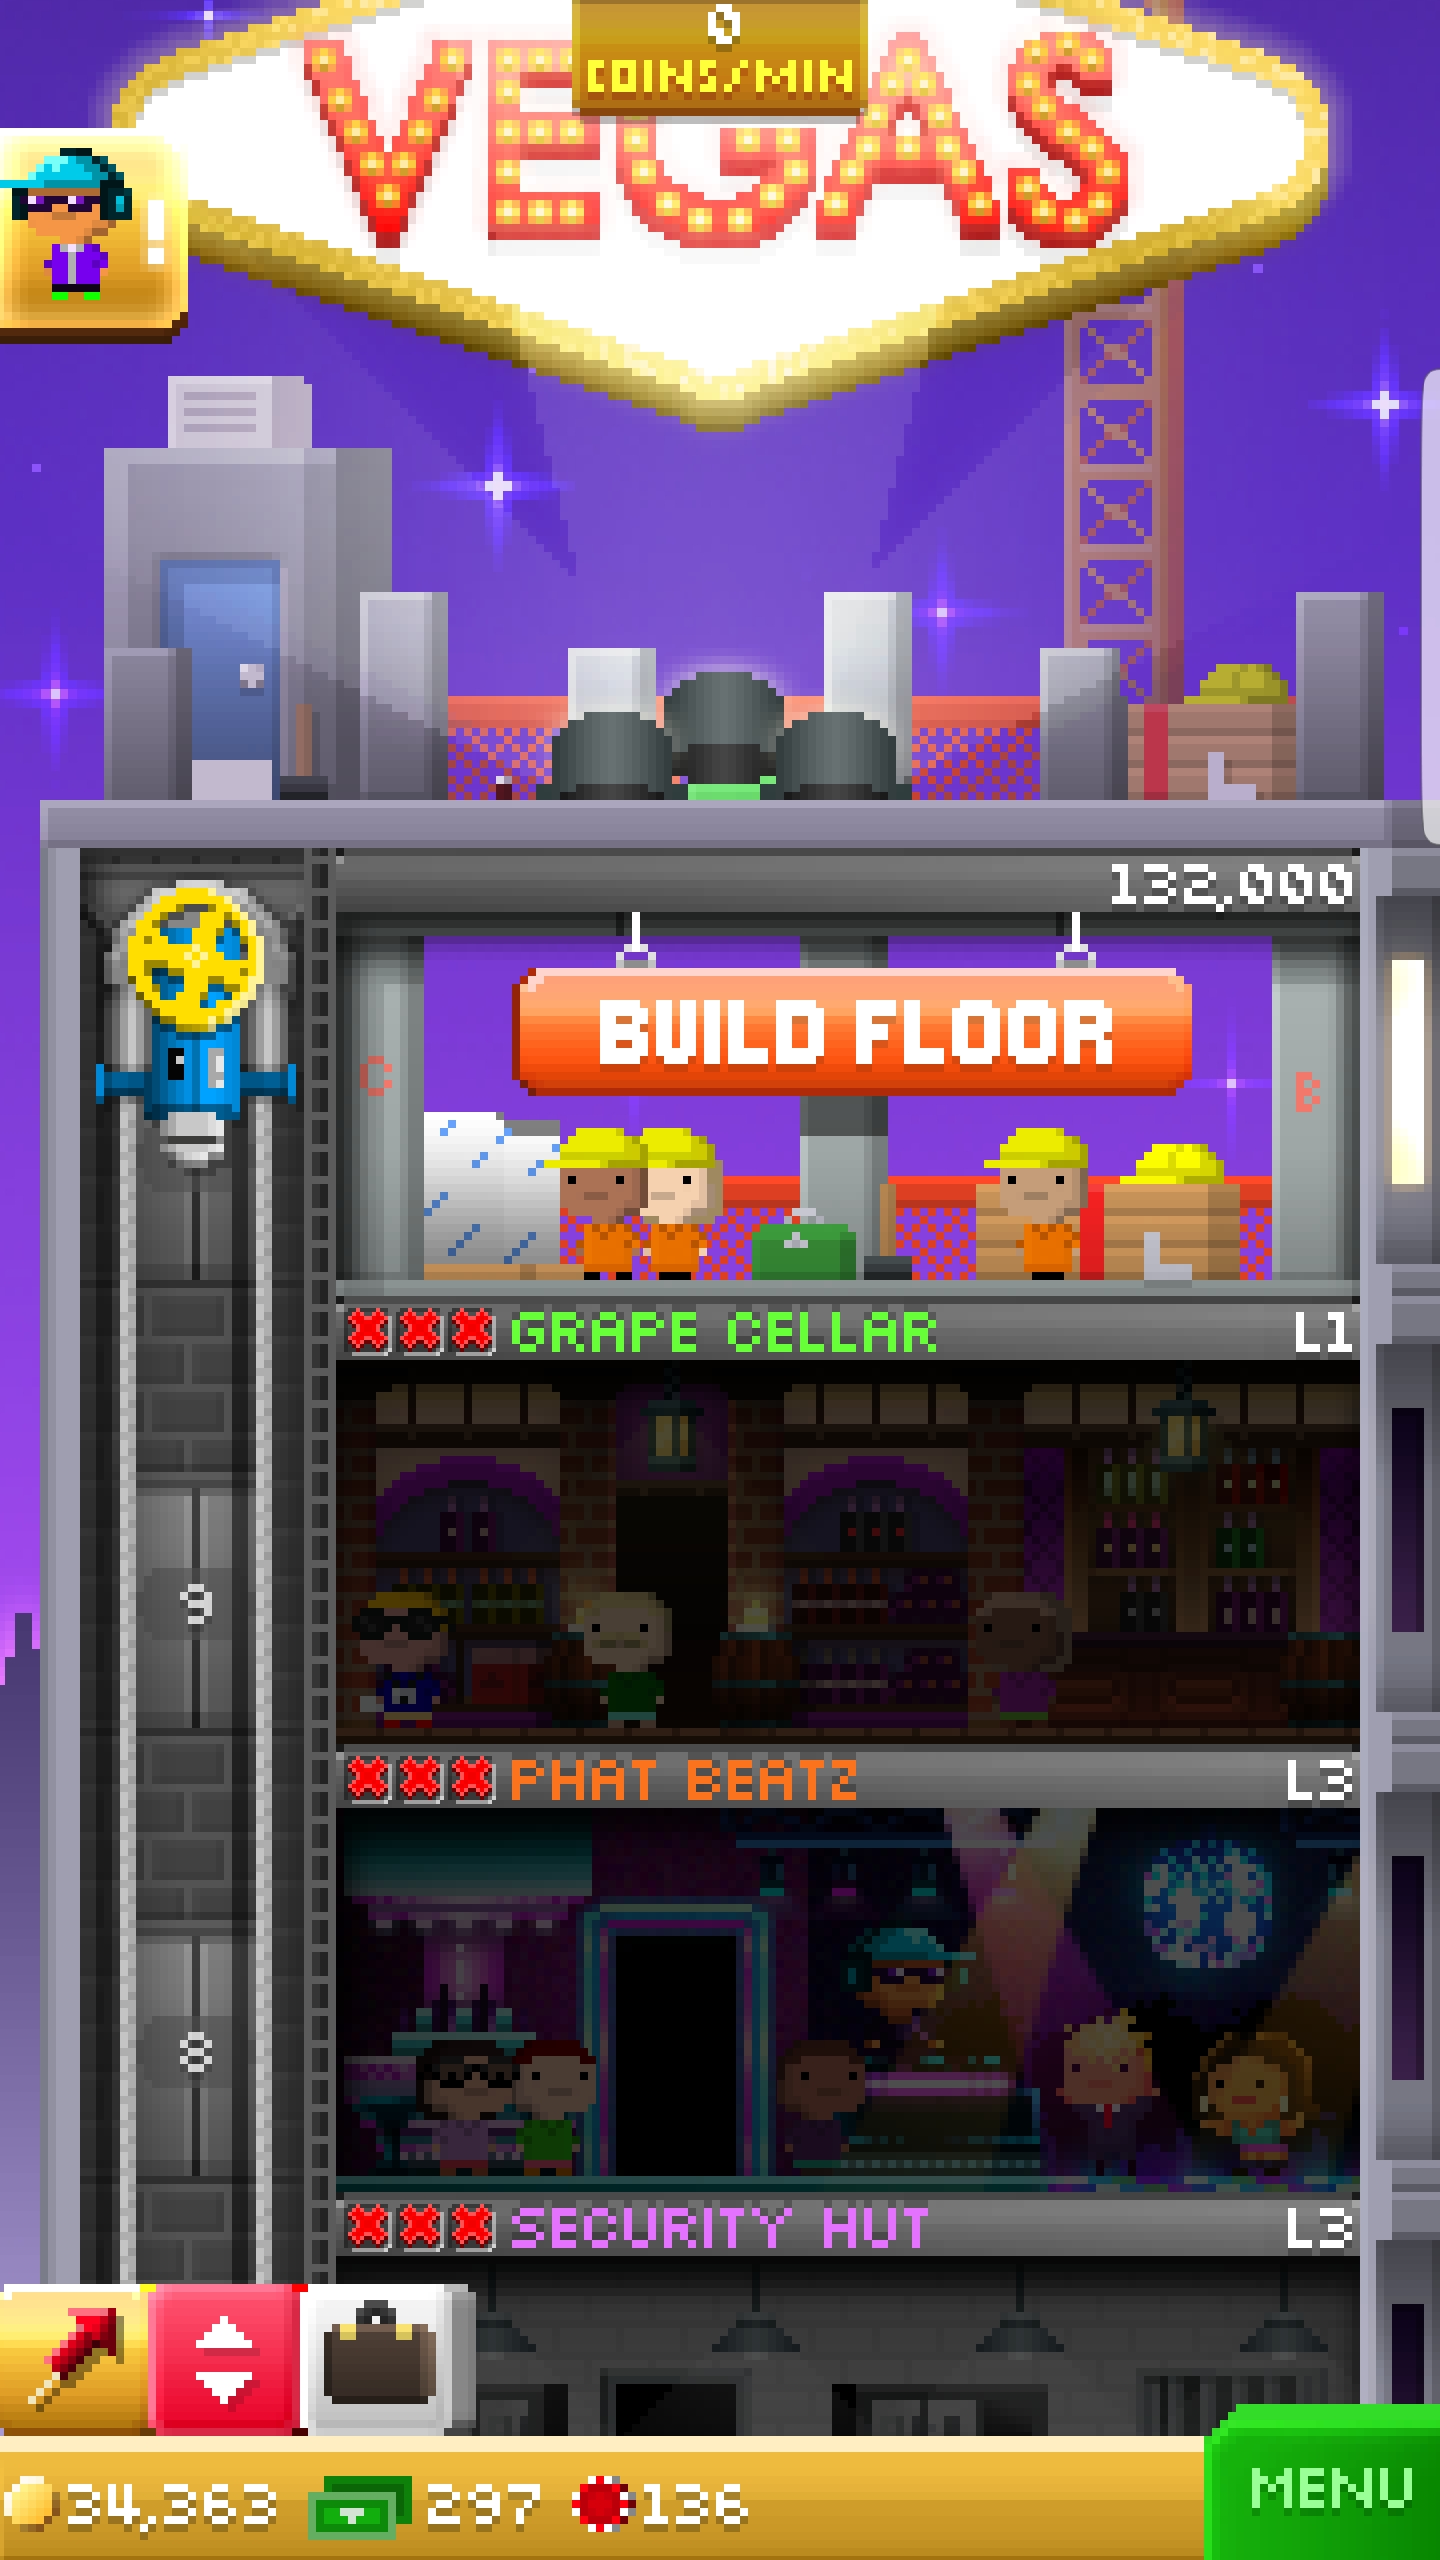 0
COINS/MIN
VEGAS
!
132,000
BUILD FLOOR
C
B
GRAPE CELLAR L1
9
PHAT BEATZ L3
8
SECURITY HUT L3
34,363 297 136
MENU